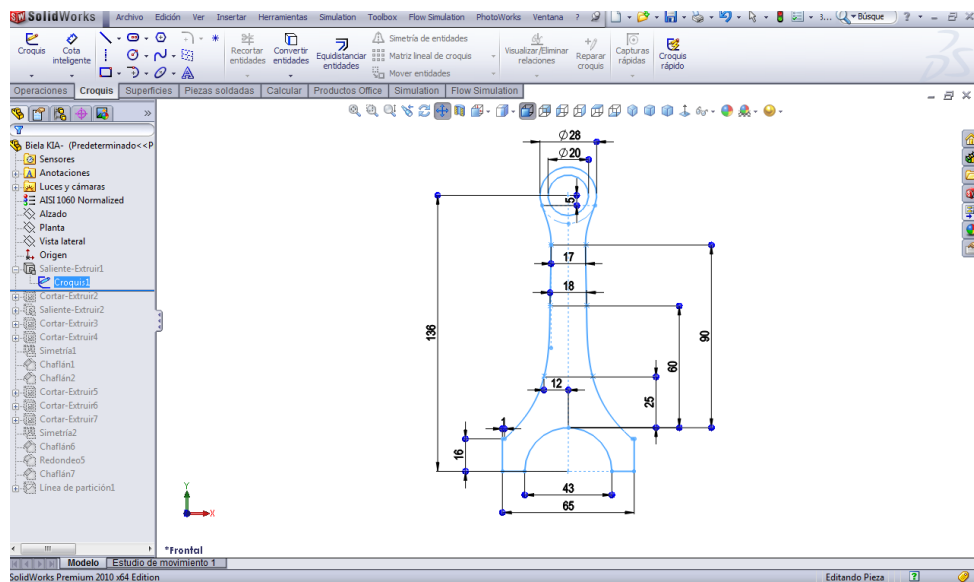 SolidWorks Archivo Edición Ver Insertar Herramientas Simulation Toolbox Flow Simulation PhotoWorks Ventana ? 3... Búsque ?
Croquis Cota inteligente Recortar entidades Convertir entidades Equidistanciar entidades Simetría de entidades Matriz lineal de croquis Mover entidades Visualizar/Eliminar relaciones Reparar croquis Capturas rápidas Croquis rápido
Operaciones Croquis Superficies Piezas soldadas Calcular Productos Office Simulation Flow Simulation
Biela KIA- (Predeterminado<<P
Sensores
Anotaciones
Luces y cámaras
AISI 1060 Normalized
Alzado
Planta
Vista lateral
Origen
Saliente-Extruir1
Croquis1
Cortar-Extruir2
Saliente-Extruir2
Cortar-Extruir3
Cortar-Extruir4
Simetría1
Chaflán1
Chaflán2
Cortar-Extruir5
Cortar-Extruir6
Cortar-Extruir7
Simetría2
Chaflán6
Redondeo5
Chaflán7
Línea de partición1
Ø28
Ø20
5
17
18
136
90
60
12
25
1
16
43
65
Y
X
*Frontal
Modelo Estudio de movimiento 1
SolidWorks Premium 2010 x64 Edition Editando Pieza ?